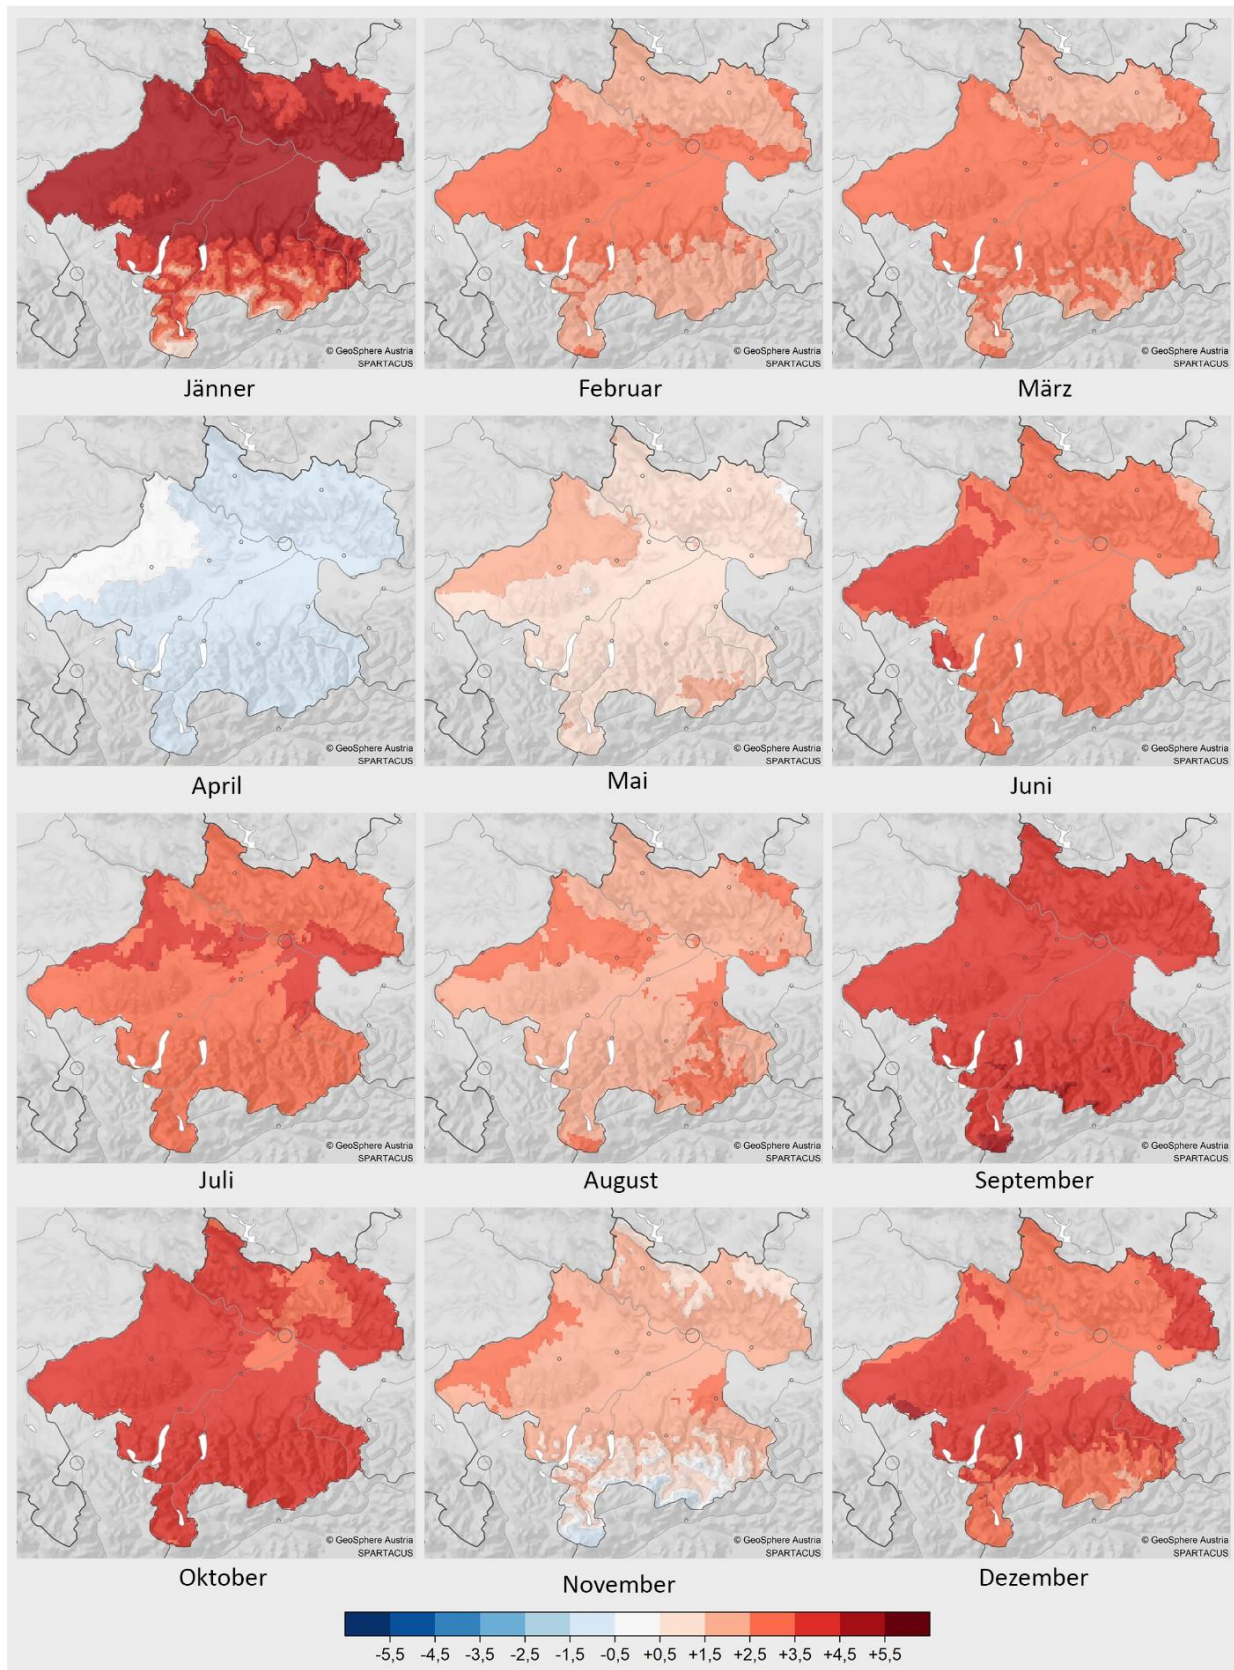 © GeoSphere Austria
SPARTACUS
© GeoSphere Austria
SPARTACUS
© GeoSphere Austria
SPARTACUS
Jänner
Februar
März
© GeoSphere Austria
SPARTACUS
© GeoSphere Austria
SPARTACUS
© GeoSphere Austria
SPARTACUS
April
Mai
Juni
© GeoSphere Austria
SPARTACUS
© GeoSphere Austria
SPARTACUS
© GeoSphere Austria
SPARTACUS
Juli
August
September
© GeoSphere Austria
SPARTACUS
© GeoSphere Austria
SPARTACUS
© GeoSphere Austria
SPARTACUS
Oktober
November
Dezember
-5,5 -4,5 -3,5 -2,5 -1,5 -0,5 +0,5 +1,5 +2,5 +3,5 +4,5 +5,5